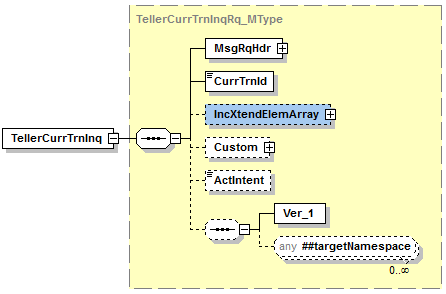 TellerCurrTrnInqRq_MType
MsgRqHdr
CurrTrnId
IncXtendElemArray
TellerCurrTrnInq
Custom
ActIntent
Ver_1
any ##targetNamespace
0..∞